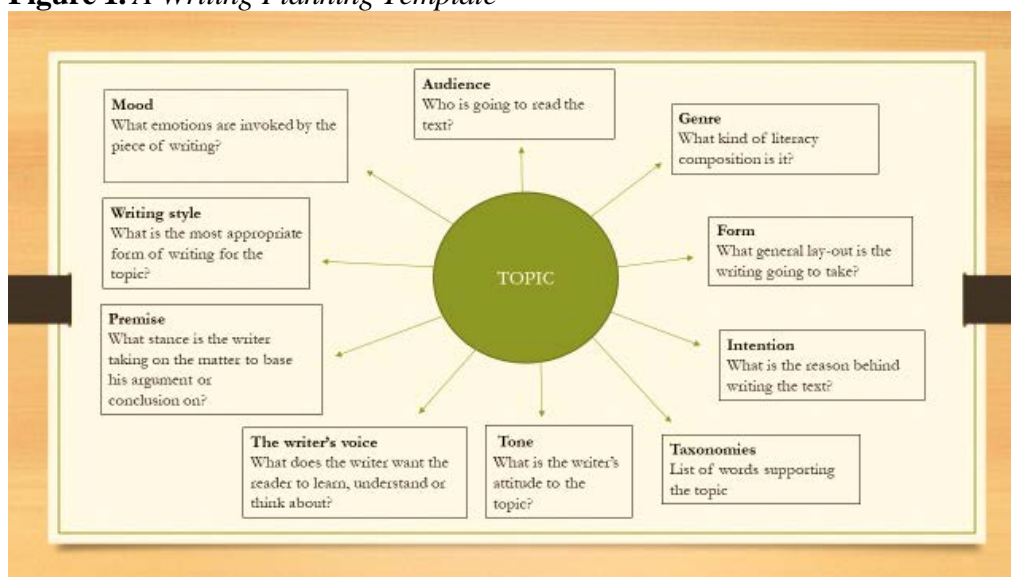 Figure 1. A Writing Planning Template
Mood
What emotions are invoked by the
piece of writing?
Audience
Who is going to read the
text?
Genre
What kind of literacy
composition is it?
Writing style
What is the most appropriate
form of writing for the
topic?
Form
What general lay-out is the
writing going to take?
TOPIC
Premise
What stance is the writer
taking on the matter to base
his argument or
conclusion on?
Intention
What is the reason behind
writing the text?
The writer's voice
What does the writer want the
reader to learn, understand or
think about?
Tone
What is the writer's
attitude to the
topic?
Taxonomies
List of words supporting
the topic